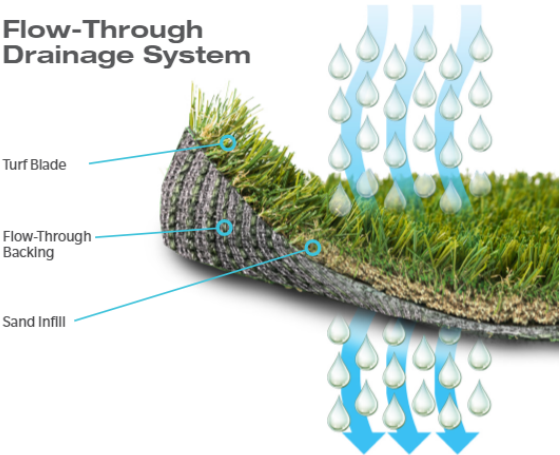 Flow-Through
Drainage System
Turf Blade
Flow-Through
Backing
Sand Infill